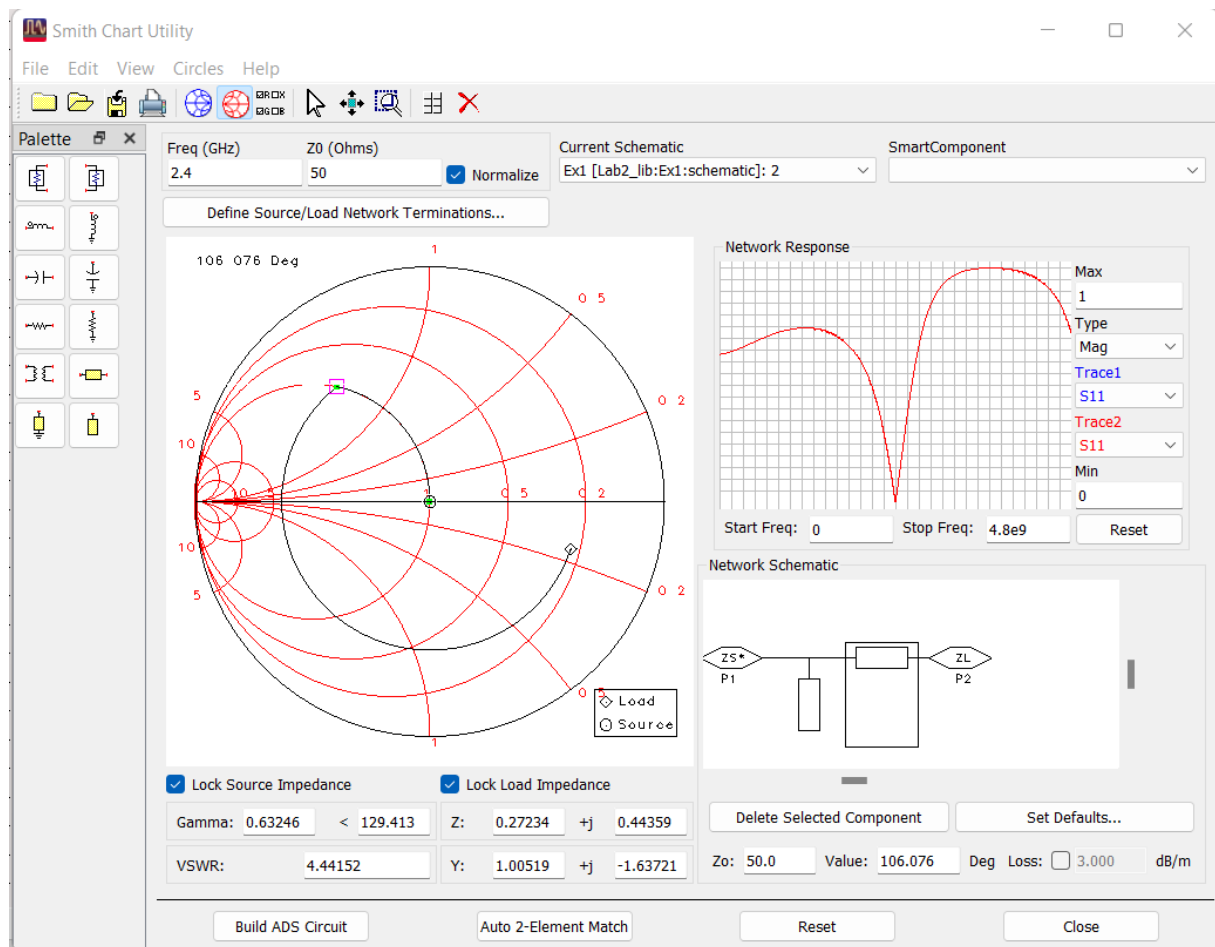 Smith Chart Utility
File Edit View Circles Help
Palette
Freq (GHz)
2.4
Z0 (Ohms)
50
Normalize
Current Schematic
Ex1 [Lab2_lib:Ex1:schematic]: 2
SmartComponent
Define Source/Load Network Terminations...
106 076 Deg
1
0 5
5
0 2
10
1
0 5
0 2
10
5
0 2
0 5
1
Load
Source
Network Response
Max
1
Type
Mag
Trace1
S11
Trace2
S11
Min
0
Start Freq: 0
Stop Freq: 4.8e9
Reset
Network Schematic
ZS*
P1
ZL
P2
Lock Source Impedance
Lock Load Impedance
Gamma: 0.63246 < 129.413
Z: 0.27234 +j 0.44359
VSWR: 4.44152
Y: 1.00519 +j -1.63721
Delete Selected Component
Set Defaults...
Zo: 50.0 Value: 106.076 Deg Loss: 3.000 dB/m
Build ADS Circuit
Auto 2-Element Match
Reset
Close